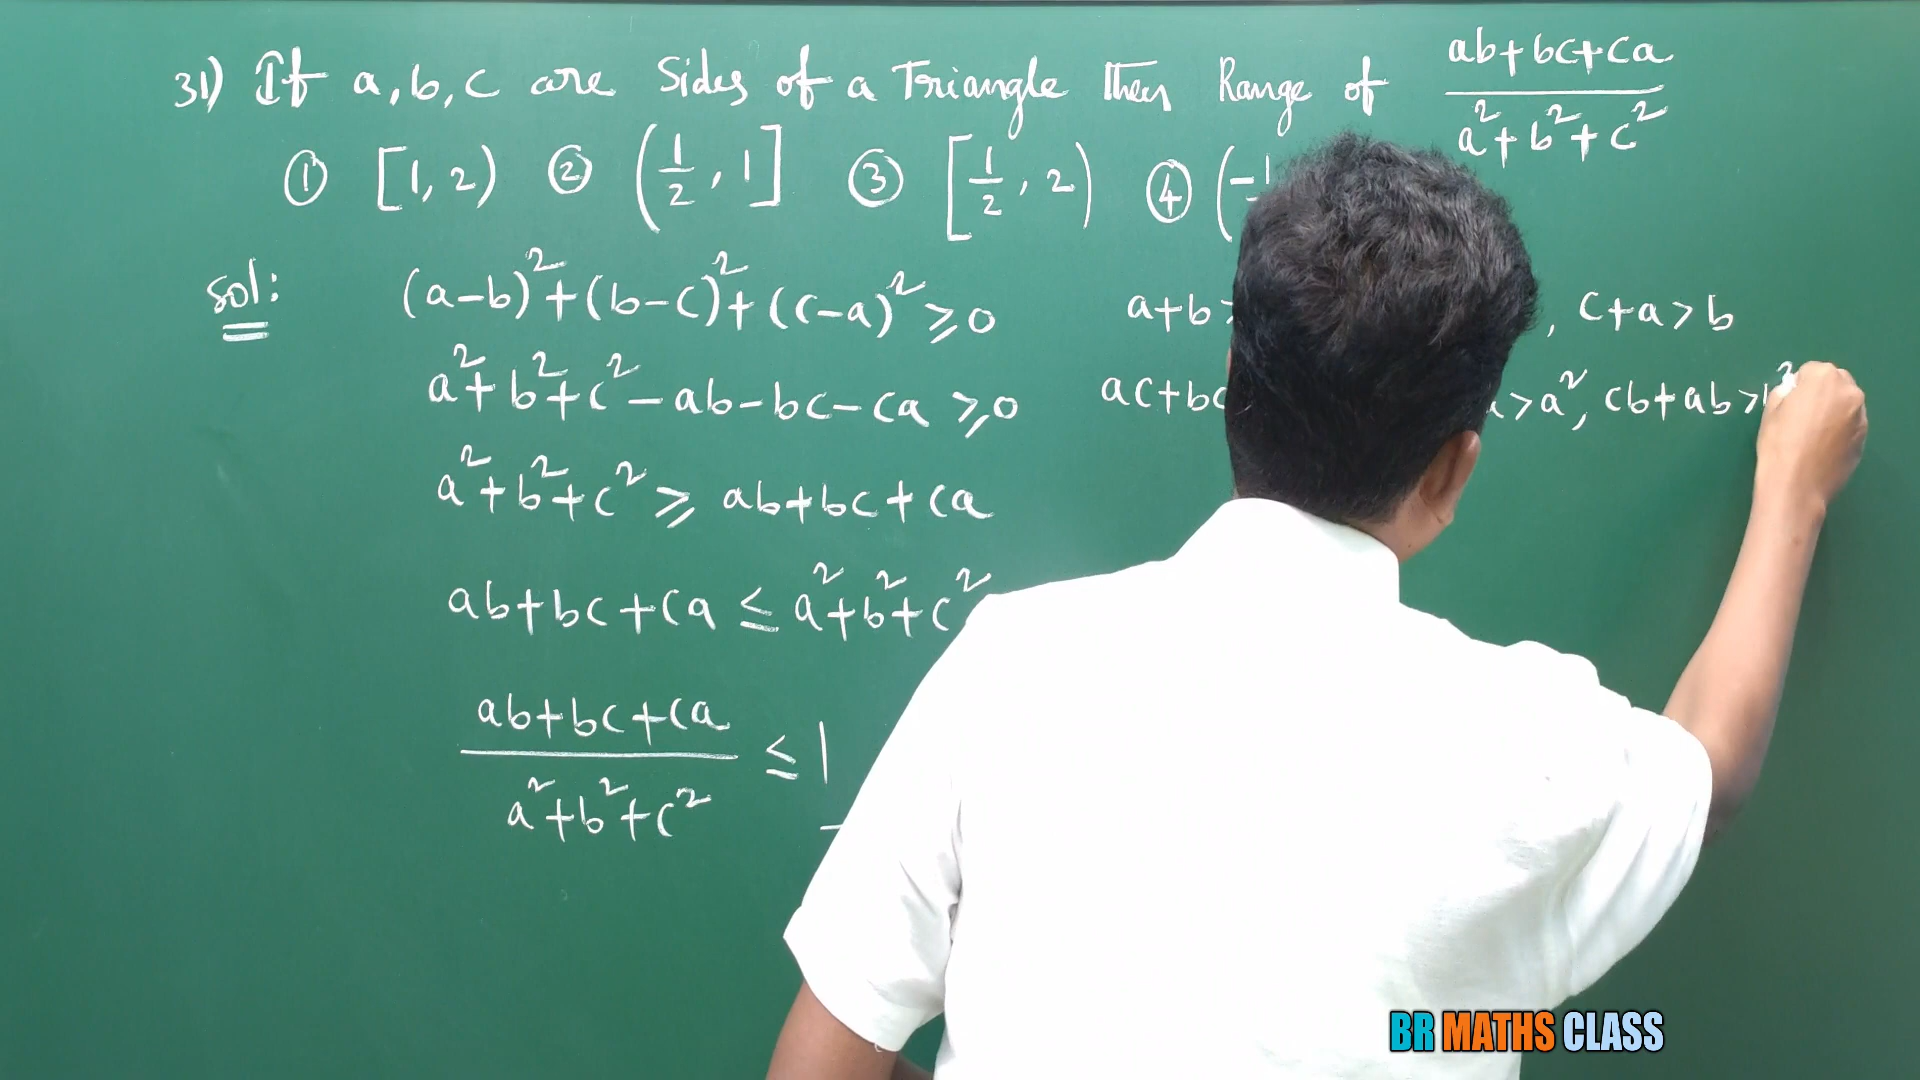 31) If a, b, c are Sides of a Triangle then Range of (ab+bc+ca)/(a²+b²+c²)
① [1, 2) ② (1/2, 1] ③ [1/2, 2) ④ (-1
Sol: (a-b)²+(b-c)²+(c-a)² ≥ 0
a²+b²+c²-ab-bc-ca ≥ 0
a²+b²+c² ≥ ab+bc+ca
ab+bc+ca ≤ a²+b²+c²
(ab+bc+ca)/(a²+b²+c²) ≤ 1
a+b > , c+a > b
ac+bc > a², cb+ab >
BR MATHS CLASS